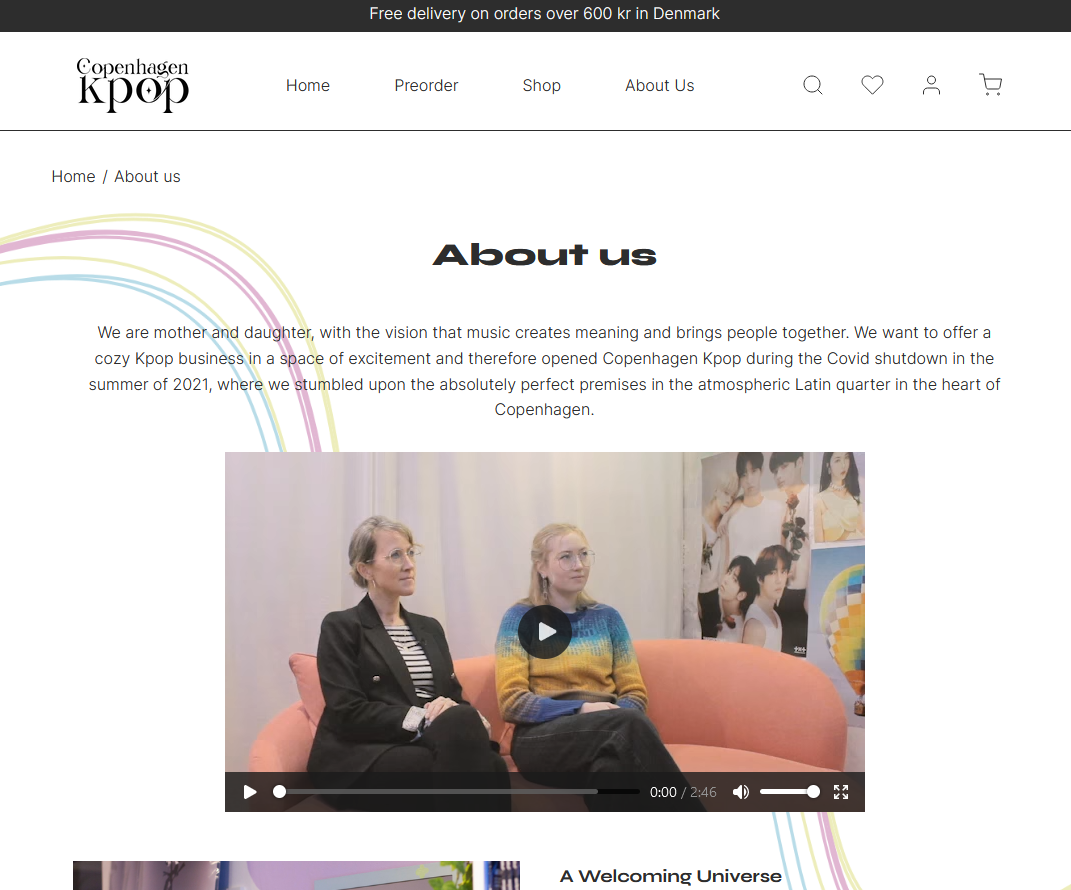 Free delivery on orders over 600 kr in Denmark
Copenhagen
kpop
Home
Preorder
Shop
About Us
Home / About us
About us
We are mother and daughter, with the vision that music creates meaning and brings people together. We want to offer a
cozy Kpop business in a space of excitement and therefore opened Copenhagen Kpop during the Covid shutdown in the
summer of 2021, where we stumbled upon the absolutely perfect premises in the atmospheric Latin quarter in the heart of
Copenhagen.
0:00 / 2:46
A Welcoming Universe